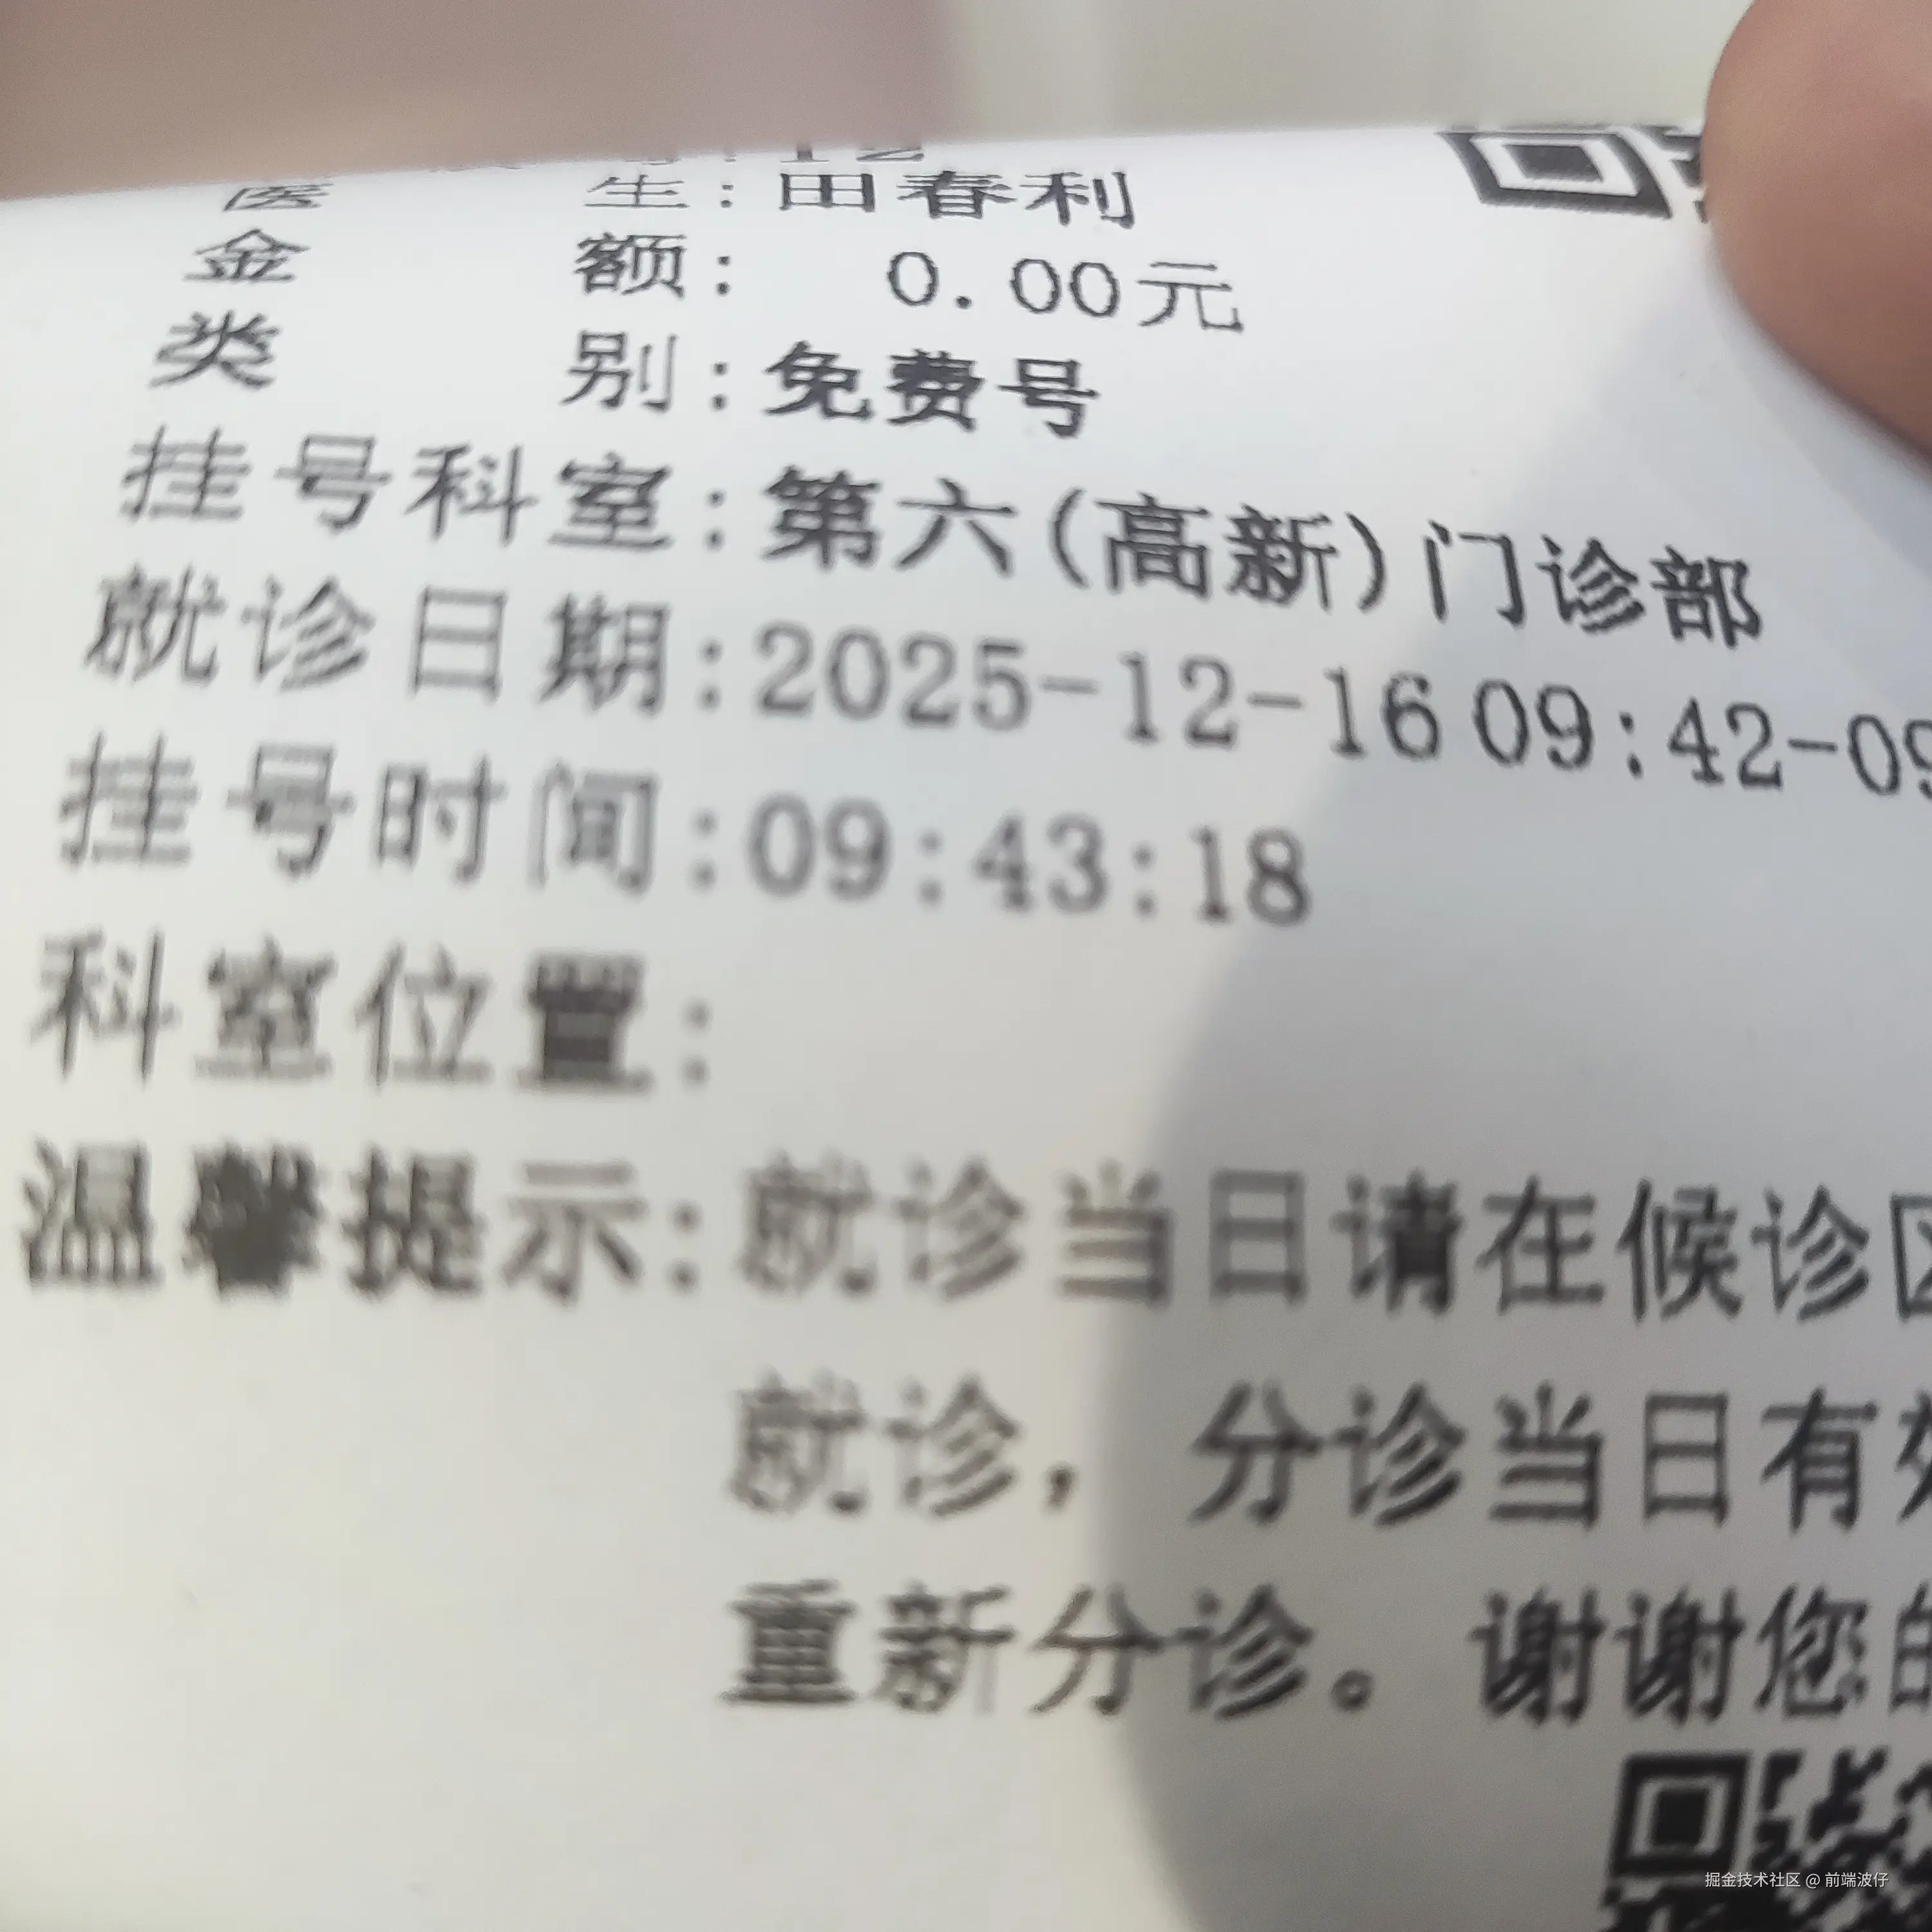 医 生:田春利
金 额: 0.00元
类 别:免费号
挂号科室:第六(高新)门诊部
就诊日期:2025-12-16 09:42-09
挂号时间:09:43:18
科室位置:
温馨提示:就诊当日请在候诊区
就诊,分诊当日有效
重新分诊。谢谢您的
掘金技术社区 @ 前端波仔